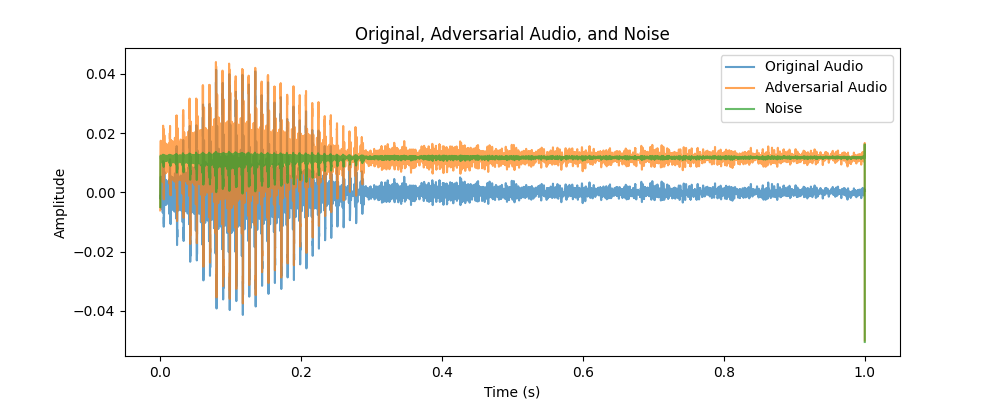 Original, Adversarial Audio, and Noise
Original Audio
Adversarial Audio
Noise
Amplitude
0.04
0.02
0.00
−0.02
−0.04
0.0 0.2 0.4 0.6 0.8 1.0
Time (s)